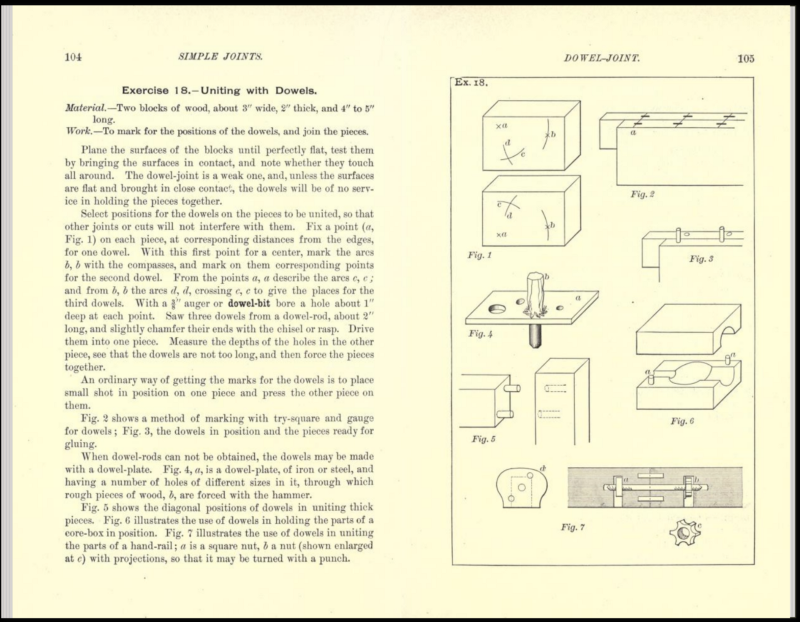 104
SIMPLE JOINTS.
Exercise 18.—Uniting with Dowels.
Material.—Two blocks of wood, about 3″ wide, 2″ thick, and 4″ to 5″
long.
Work.—To mark for the positions of the dowels, and join the pieces.
Plane the surfaces of the blocks until perfectly flat, test them
by bringing the surfaces in contact, and note whether they touch
all around. The dowel-joint is a weak one, and, unless the surfaces
are flat and brought in close contact, the dowels will be of no serv-
ice in holding the pieces together.
Select positions for the dowels on the pieces to be united, so that
other joints or cuts will not interfere with them. Fix a point (a,
Fig. 1) on each piece, at corresponding distances from the edges,
for one dowel. With this first point for a center, mark the arcs
b, b with the compasses, and mark on them corresponding points
for the second dowel. From the points a, a describe the arcs c, c ;
and from b, b the arcs d, d, crossing c, c to give the places for the
third dowels. With a ⅜″ auger or dowel-bit bore a hole about 1″
deep at each point. Saw three dowels from a dowel-rod, about 2″
long, and slightly chamfer their ends with the chisel or rasp. Drive
them into one piece. Measure the depths of the holes in the other
piece, see that the dowels are not too long, and then force the pieces
together.
An ordinary way of getting the marks for the dowels is to place
small shot in position on one piece and press the other piece on
them.
Fig. 2 shows a method of marking with try-square and gauge
for dowels ; Fig. 3, the dowels in position and the pieces ready for
gluing.
When dowel-rods can not be obtained, the dowels may be made
with a dowel-plate. Fig. 4, a, is a dowel-plate, of iron or steel, and
having a number of holes of different sizes in it, through which
rough pieces of wood, b, are forced with the hammer.
Fig. 5 shows the diagonal positions of dowels in uniting thick
pieces. Fig. 6 illustrates the use of dowels in holding the parts of a
core-box in position. Fig. 7 illustrates the use of dowels in uniting
the parts of a hand-rail ; a is a square nut, b a nut (shown enlarged
at c) with projections, so that it may be turned with a punch.
DOWEL-JOINT.
105
Ex. 18.
a
b
d
c
a
Fig. 2
c
d
a
b
Fig. 1
Fig. 3
b
a
Fig. 4
a
a
Fig. 6
Fig. 5
d
a
b
Fig. 7
c